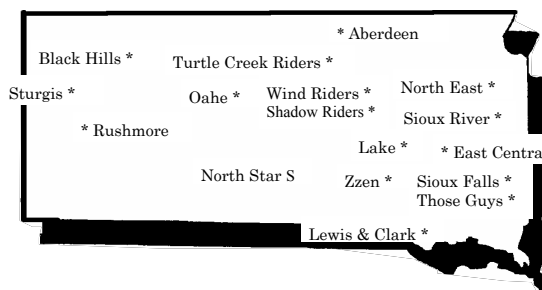 * Aberdeen
Black Hills *
Turtle Creek Riders *
Sturgis *
Oahe *
Wind Riders *
North East *
Shadow Riders *
Sioux River *
* Rushmore
Lake *
* East Centra
North Star S
Zzen *
Sioux Falls *
Those Guys *
Lewis & Clark *